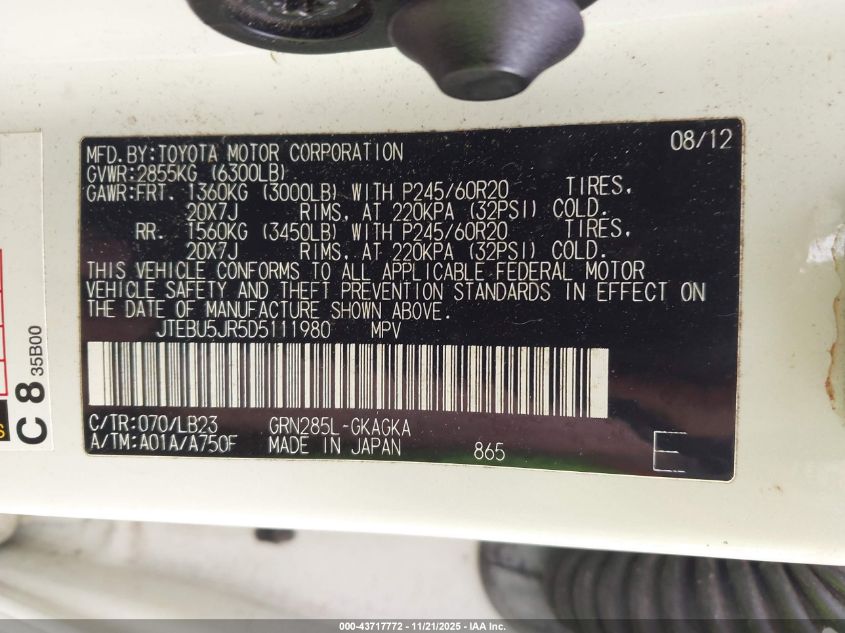 08/12
MFD.BY:TOYOTA MOTOR CORPORATION
GVWR:2855KG (6300LB)
GAWR:FRT. 1360KG (3000LB) WITH P245/60R20 TIRES,
20X7J RIMS, AT 220KPA (32PSI) COLD.
RR. 1560KG (3450LB) WITH P245/60R20 TIRES,
20X7J RIMS, AT 220KPA (32PSI) COLD.
THIS VEHICLE CONFORMS TO ALL APPLICABLE FEDERAL MOTOR
VEHICLE SAFETY AND THEFT PREVENTION STANDARDS IN EFFECT ON
THE DATE OF MANUFACTURE SHOWN ABOVE.
JTEBU5JR5D5111980 MPV
C/TR:070/LB23 GRN285L-GKAGKA
A/TM:A01A/A750F MADE IN JAPAN 865
E
C 8 35B00
000-43717772 - 11/21/2025 - IAA Inc.